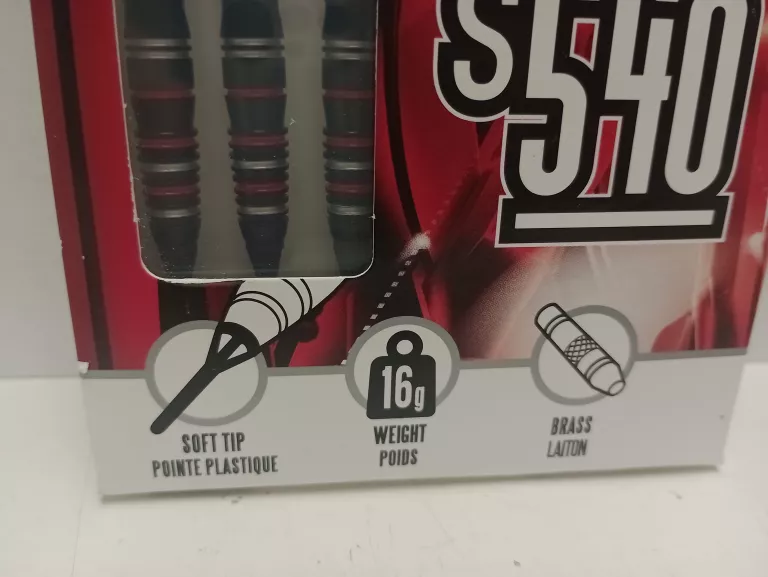 S540
SOFT TIP
POINTE PLASTIQUE
16g
WEIGHT
POIDS
BRASS
LAITON